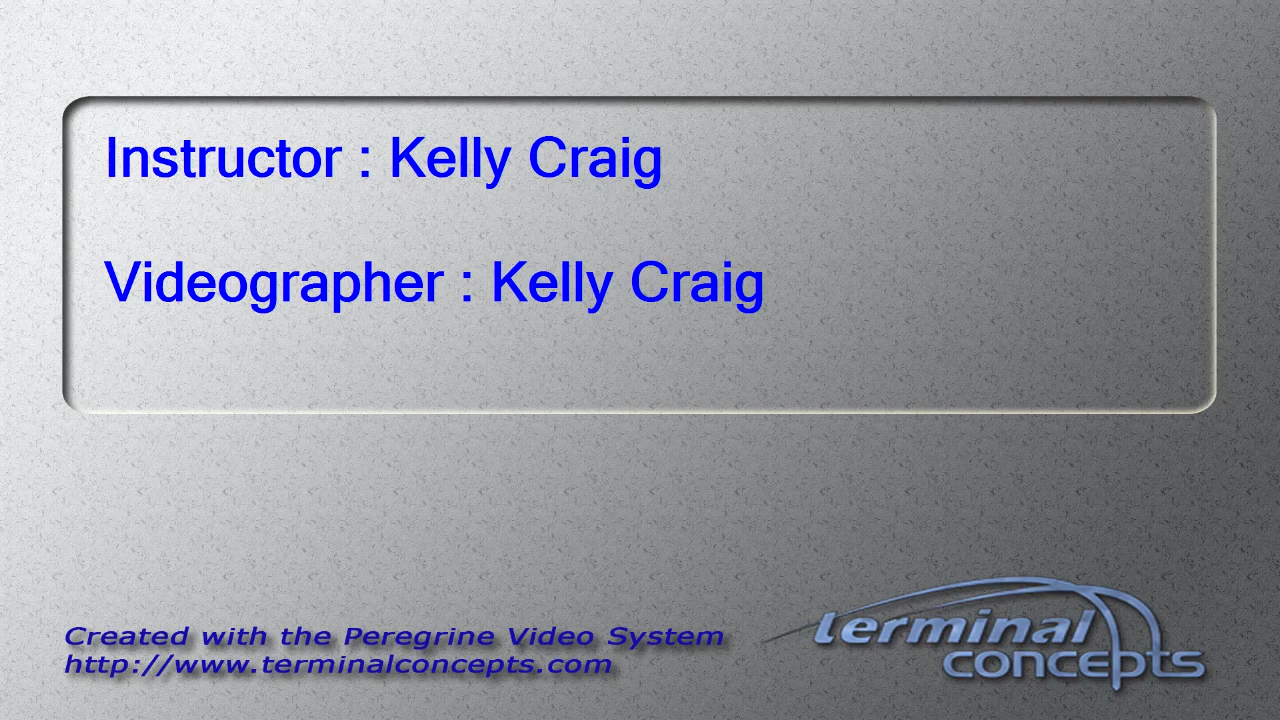 Instructor : Kelly Craig
Videographer : Kelly Craig
Created with the Peregrine Video System
http://www.terminalconcepts.com
terminal
concepts